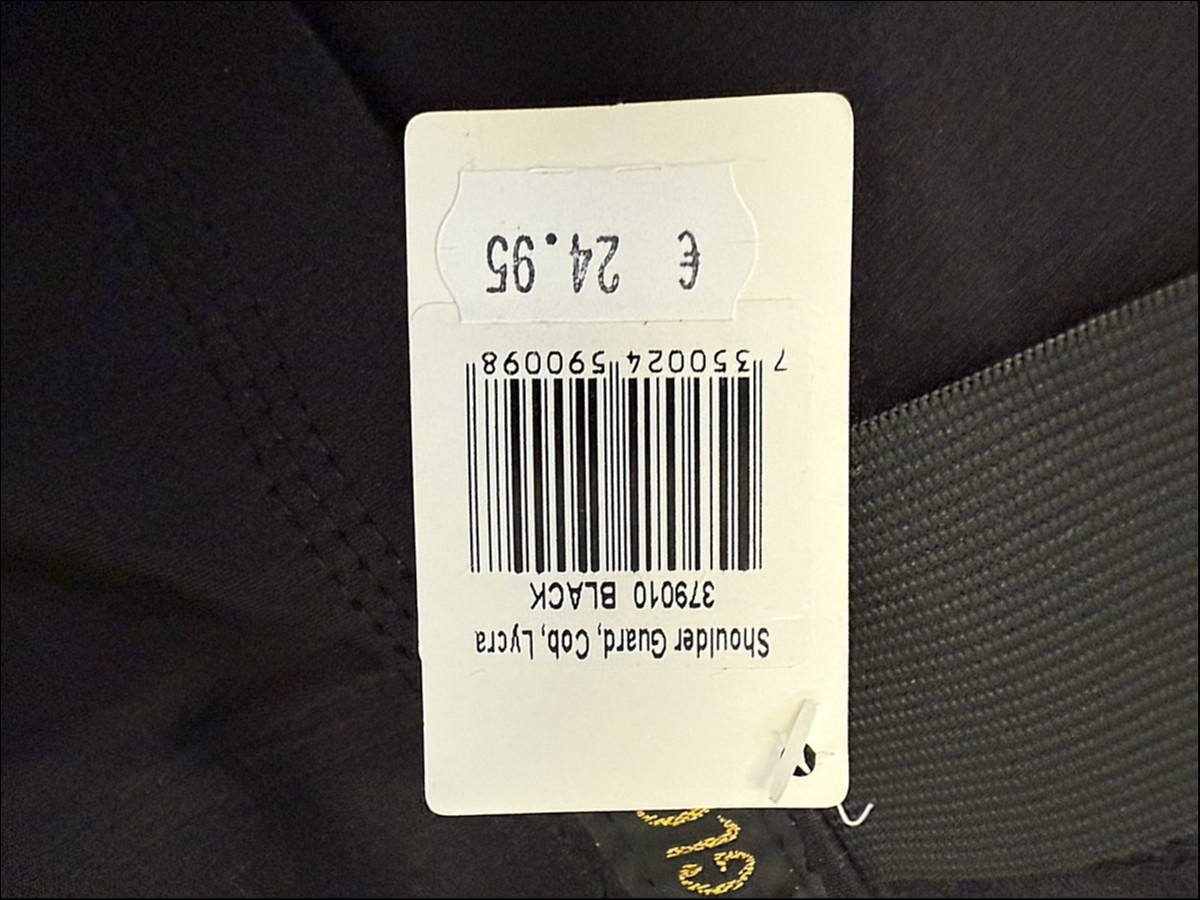 Shoulder Guard, Cob, Lycra
379010 BLACK
7 350024 590098
€ 24.95